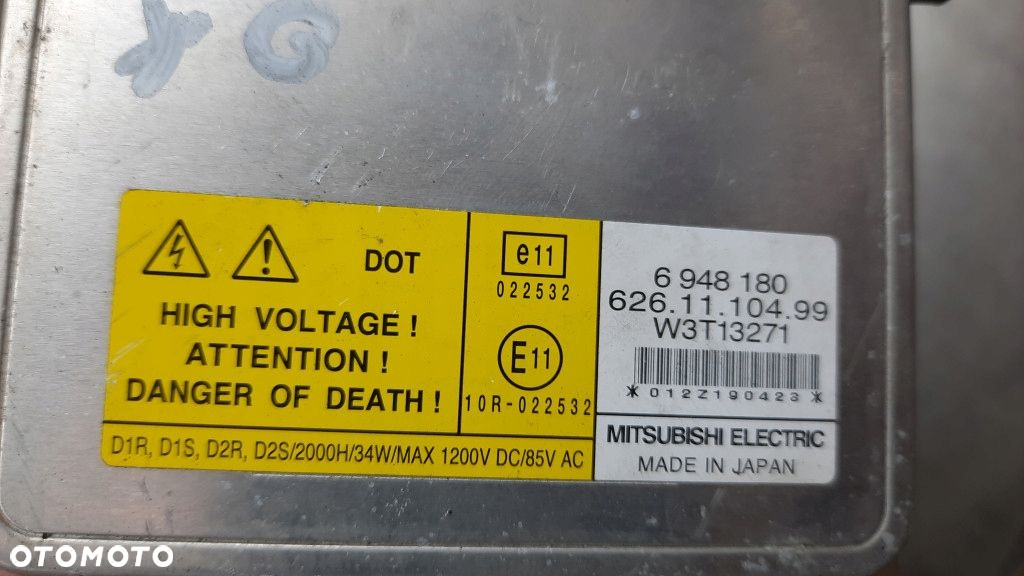 OK
DOT
HIGH VOLTAGE !
ATTENTION !
DANGER OF DEATH !
D1R, D1S, D2R, D2S/2000H/34W/MAX 1200V DC/85V AC
e11
022532
E11
10R-022532
6 948 180
626.11.104.99
W3T13271
* 012Z190423 *
MITSUBISHI ELECTRIC
MADE IN JAPAN
OTOMOTO